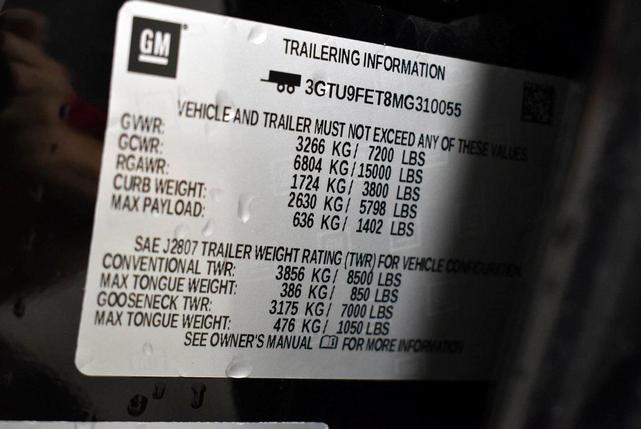 GM
TRAILERING INFORMATION
3GTU9FET8MG310055
VEHICLE AND TRAILER MUST NOT EXCEED ANY OF THESE VALUES
GVWR: 3266 KG / 7200 LBS
GCWR: 6804 KG / 15000 LBS
RGAWR: 1724 KG / 3800 LBS
CURB WEIGHT: 2630 KG / 5798 LBS
MAX PAYLOAD: 636 KG / 1402 LBS
SAE J2807 TRAILER WEIGHT RATING (TWR) FOR VEHICLE CONFIGURATION
CONVENTIONAL TWR: 3856 KG / 8500 LBS
MAX TONGUE WEIGHT: 386 KG / 850 LBS
GOOSENECK TWR: 3175 KG / 7000 LBS
MAX TONGUE WEIGHT: 476 KG / 1050 LBS
SEE OWNER'S MANUAL FOR MORE INFORMATION